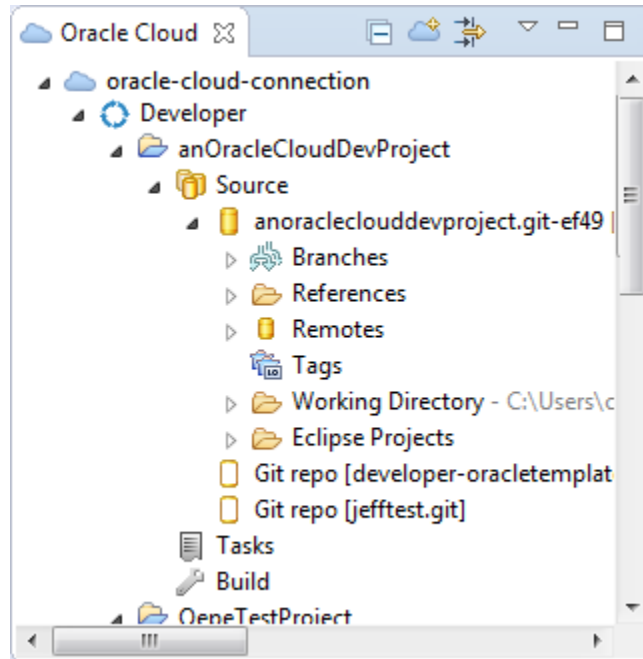 Oracle Cloud
oracle-cloud-connection
Developer
anOracleCloudDevProject
Source
anoracleclouddevproject.git-ef49 [
Branches
References
Remotes
Tags
Working Directory - C:\Users\c
Eclipse Projects
Git repo [developer-oracletemplat
Git repo [jefftest.git]
Tasks
Build
OepeTestProject